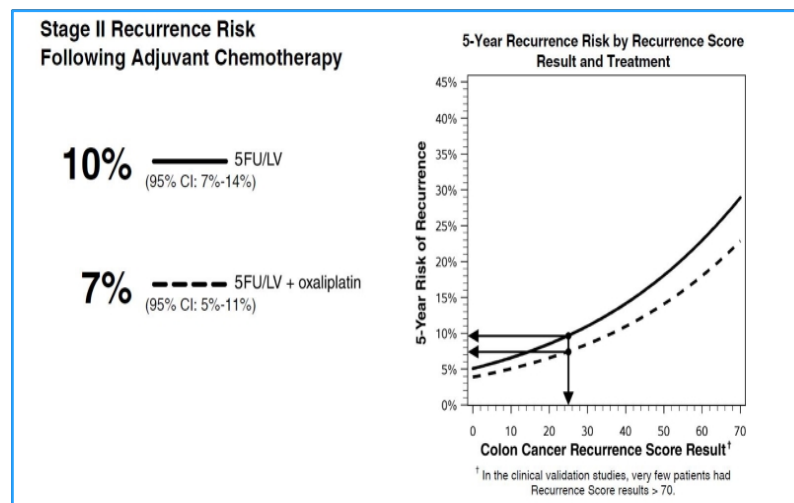 Stage II Recurrence Risk
Following Adjuvant Chemotherapy
10% 5FU/LV
(95% CI: 7%-14%)
7% 5FU/LV + oxaliplatin
(95% CI: 5%-11%)
5-Year Recurrence Risk by Recurrence Score
Result and Treatment
5-Year Risk of Recurrence
45%
40%
35%
30%
25%
20%
15%
10%
5%
0%
0 10 20 30 40 50 60 70
Colon Cancer Recurrence Score Result†
† In the clinical validation studies, very few patients had
Recurrence Score results > 70.